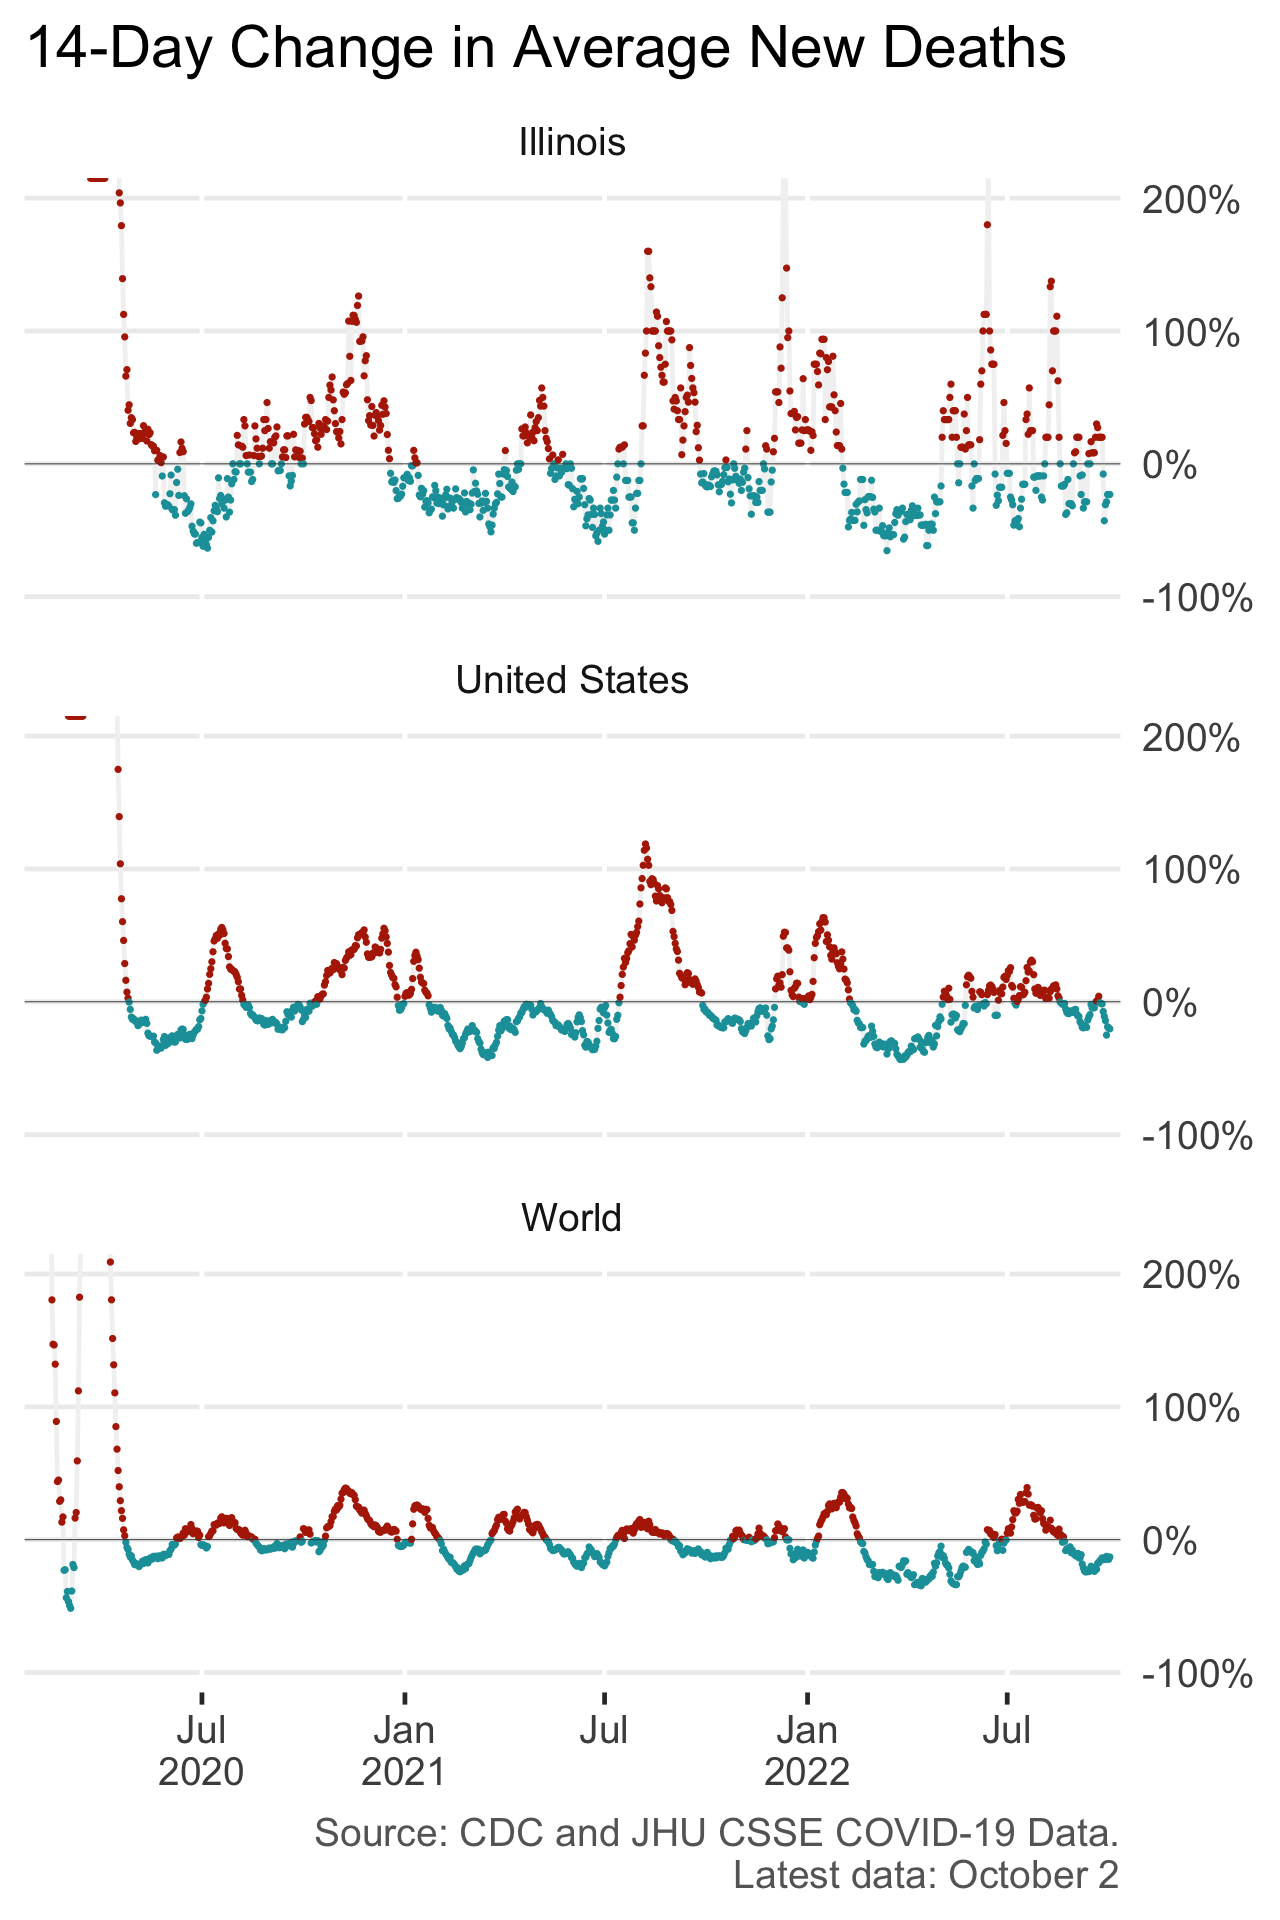 14-Day Change in Average New Deaths
Illinois
200%
100%
0%
-100%
United States
200%
100%
0%
-100%
World
200%
100%
0%
-100%
Jul Jan Jul Jan Jul
2020 2021 2022
Source: CDC and JHU CSSE COVID-19 Data.
Latest data: October 2